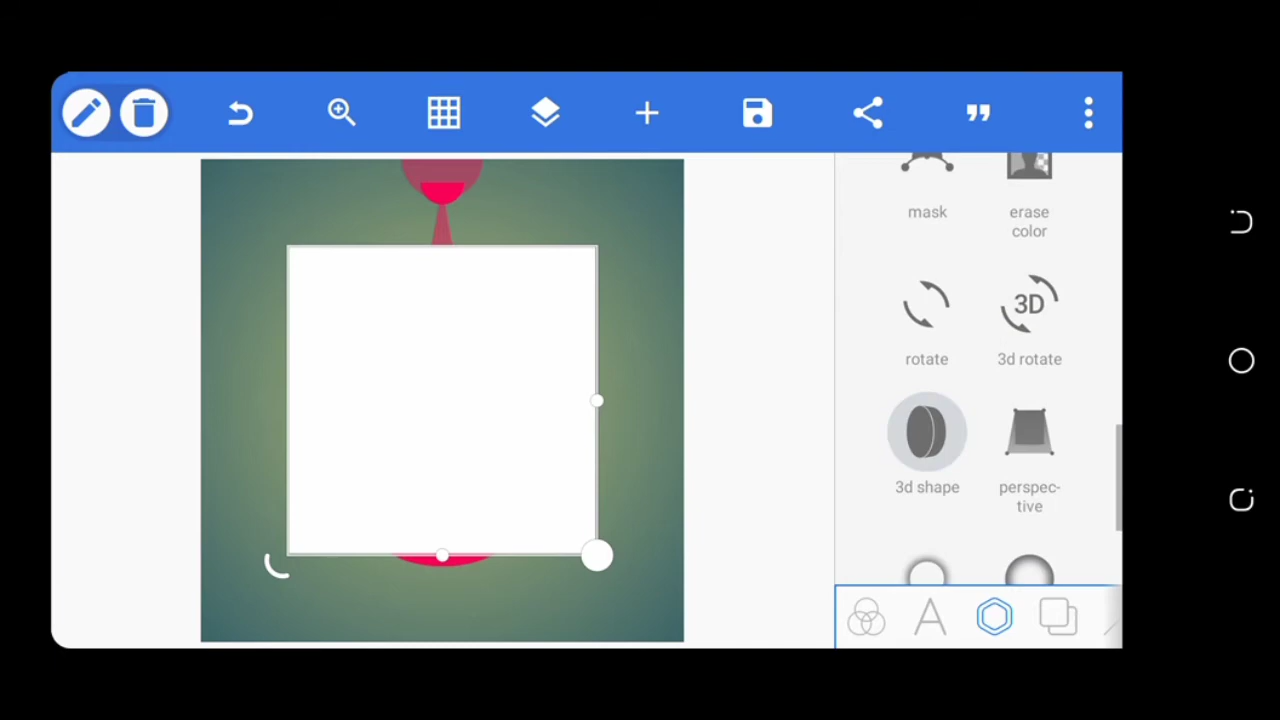 mask
erase
color
rotate
3D
3d rotate
3d shape
perspec-
tive
A